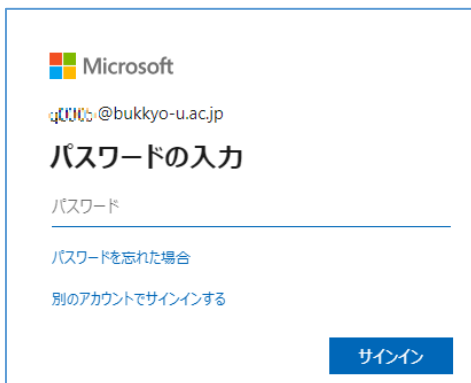 Microsoft
@bukkyo-u.ac.jp
パスワードの入力
パスワード
パスワードを忘れた場合
別のアカウントでサインインする
サインイン